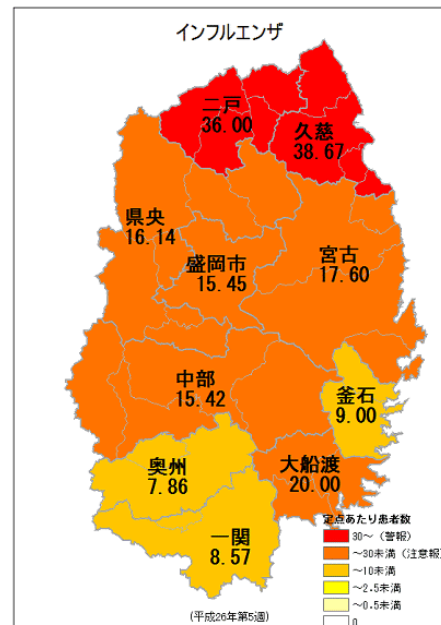 インフルエンザ
二戸
36.00
久慈
38.67
県央
16.14
盛岡市
15.45
宮古
17.60
中部
15.42
釜石
9.00
奥州
7.86
大船渡
20.00
一関
8.57
定点あたり患者数
30～（警報）
～30未満（注意報）
～10未満
～2.5未満
～0.5未満
0
(平成26年第5週)